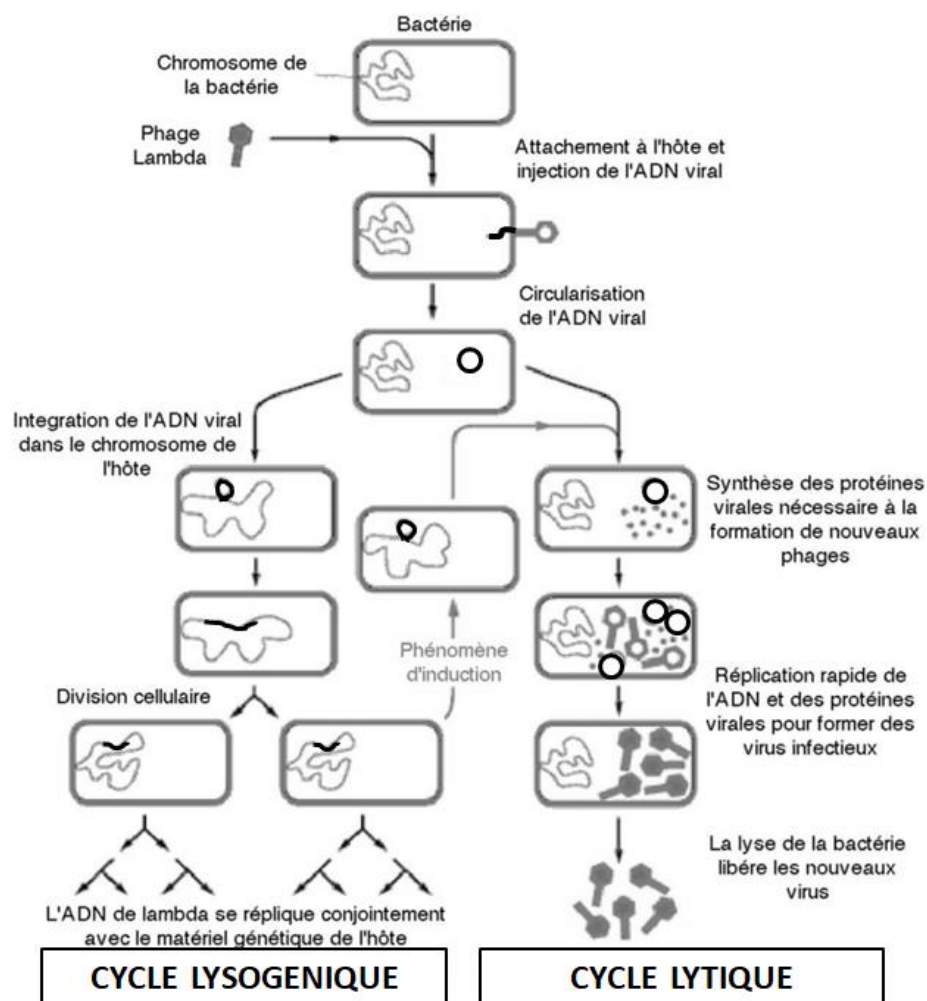 Bactérie
Chromosome de
la bactérie
Phage
Lambda
Attachement à l'hôte et
injection de l'ADN viral
Circularisation
de l'ADN viral
Integration de l'ADN viral
dans le chromosome de
l'hôte
Synthèse des protéines
virales nécessaire à la
formation de nouveaux
phages
Phénomène
d'induction
Division cellulaire
Réplication rapide de
l'ADN et des protéines
virales pour former des
virus infectieux
La lyse de la bactérie
libére les nouveaux
virus
L'ADN de lambda se réplique conjointement
avec le matériel génétique de l'hôte
CYCLE LYSOGENIQUE
CYCLE LYTIQUE